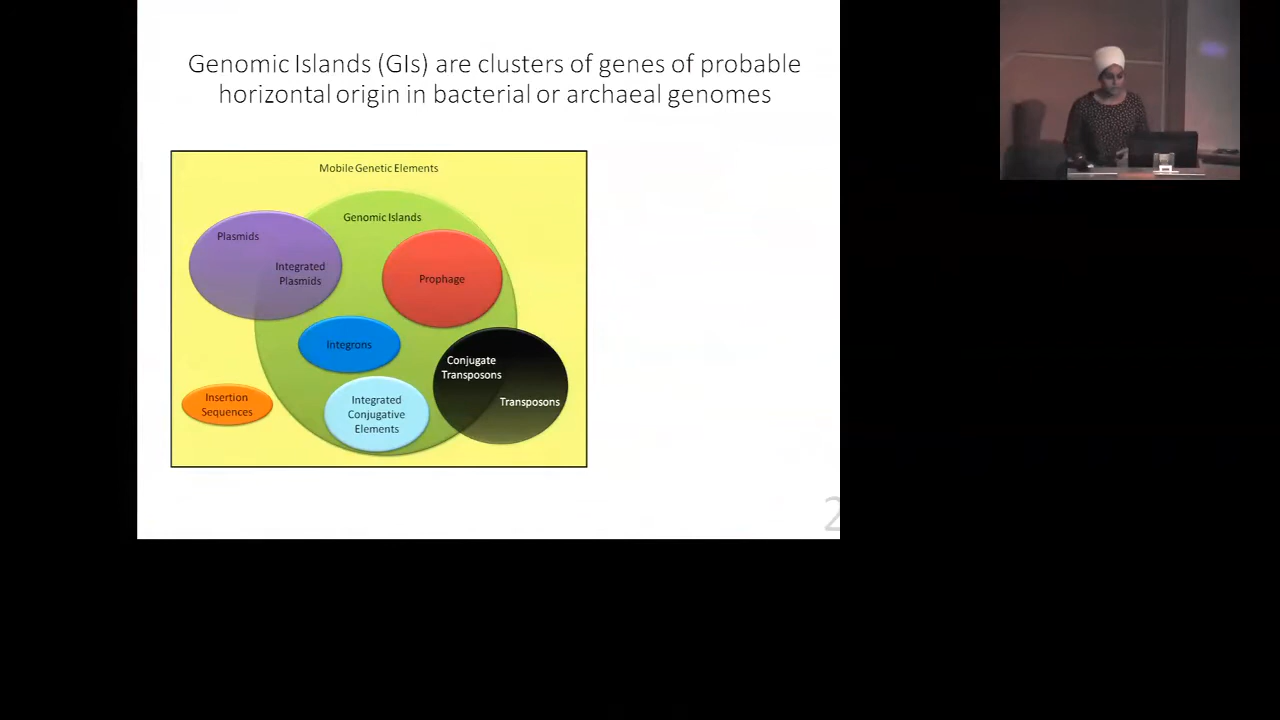 Genomic Islands (GIs) are clusters of genes of probable
horizontal origin in bacterial or archaeal genomes
Mobile Genetic Elements
Genomic Islands
Plasmids
Integrated
Plasmids
Prophage
Integrons
Conjugate
Transposons
Transposons
Insertion
Sequences
Integrated
Conjugative
Elements
2